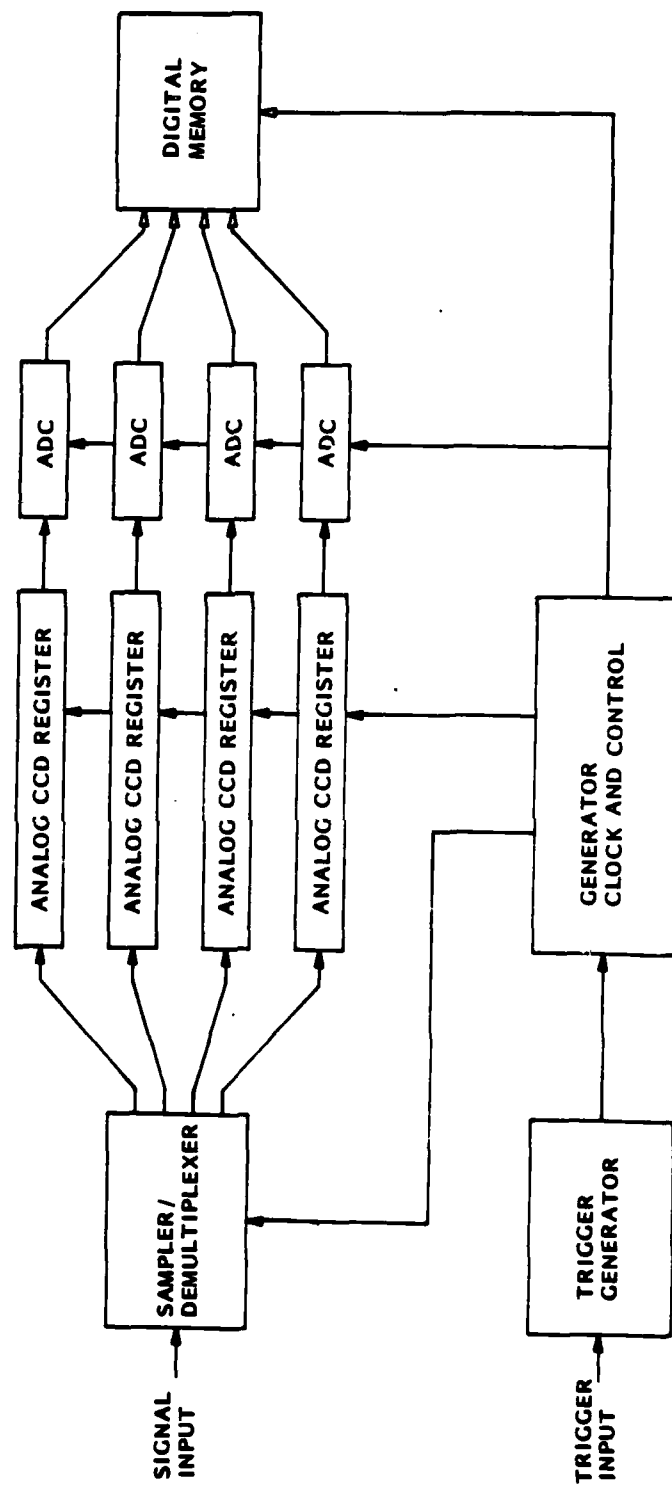 SIGNAL
INPUT
SAMPLER/
DEMULTIPLEXER
ANALOG CCD REGISTER
ANALOG CCD REGISTER
ANALOG CCD REGISTER
ANALOG CCD REGISTER
ADC
ADC
ADC
ADC
DIGITAL
MEMORY
TRIGGER
INPUT
TRIGGER
GENERATOR
GENERATOR
CLOCK AND CONTROL